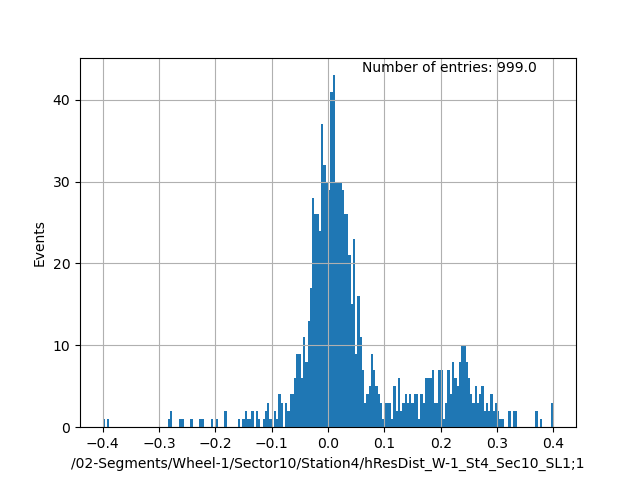 Number of entries: 999.0
Events
40
30
20
10
0
−0.4 −0.3 −0.2 −0.1 0.0 0.1 0.2 0.3 0.4
/02-Segments/Wheel-1/Sector10/Station4/hResDist_W-1_St4_Sec10_SL1;1